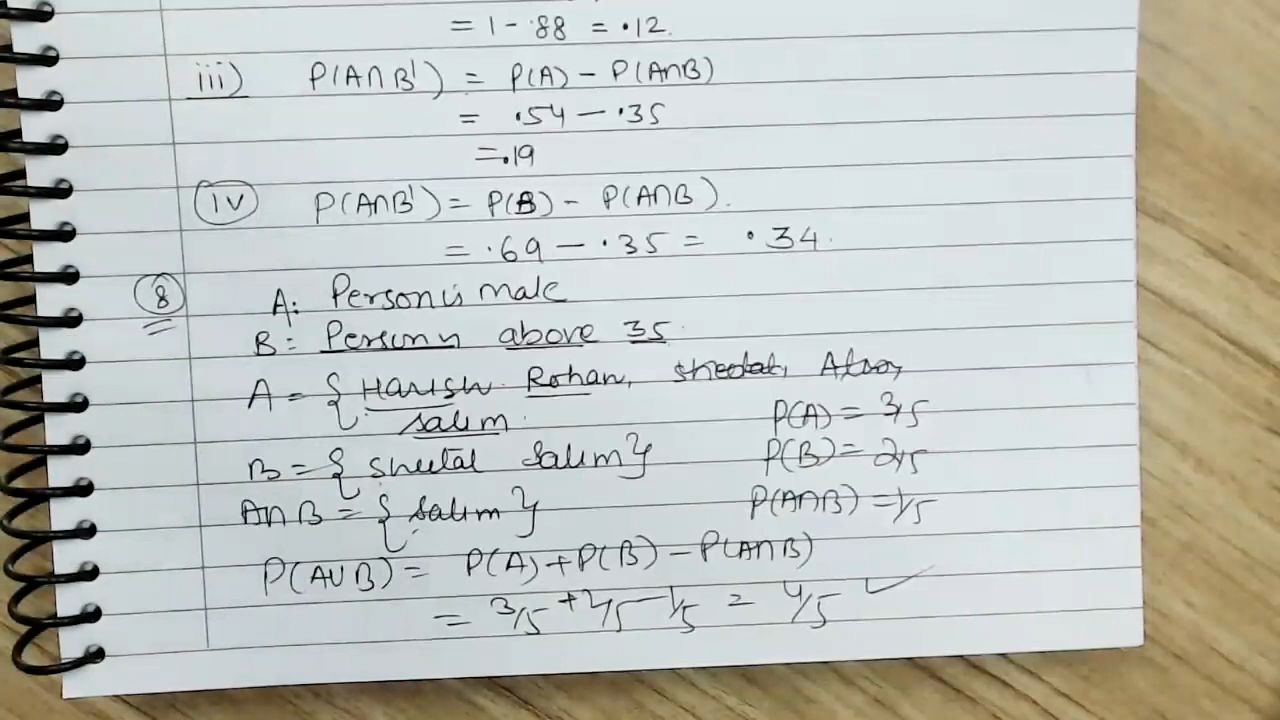 = 1 - .88 = .12.
iii) P(A∩B') = P(A) - P(A∩B)
= .54 - .35
= .19
iv P(A∩B') = P(B) - P(A∩B).
= .69 - .35 = .34.
8 A: Person is male
B: Person is above 35.
A = { Harish Rohan, Sheetal, Alis,
Salim.
P(A) = 3/5
B = { Sheetal Salim }
P(B) = 2/5
A∩B = { Salim }
P(A∩B) = 1/5
P(A∪B) = P(A) + P(B) - P(A∩B)
= 3/5 + 2/5 - 1/5 = 4/5 ✓